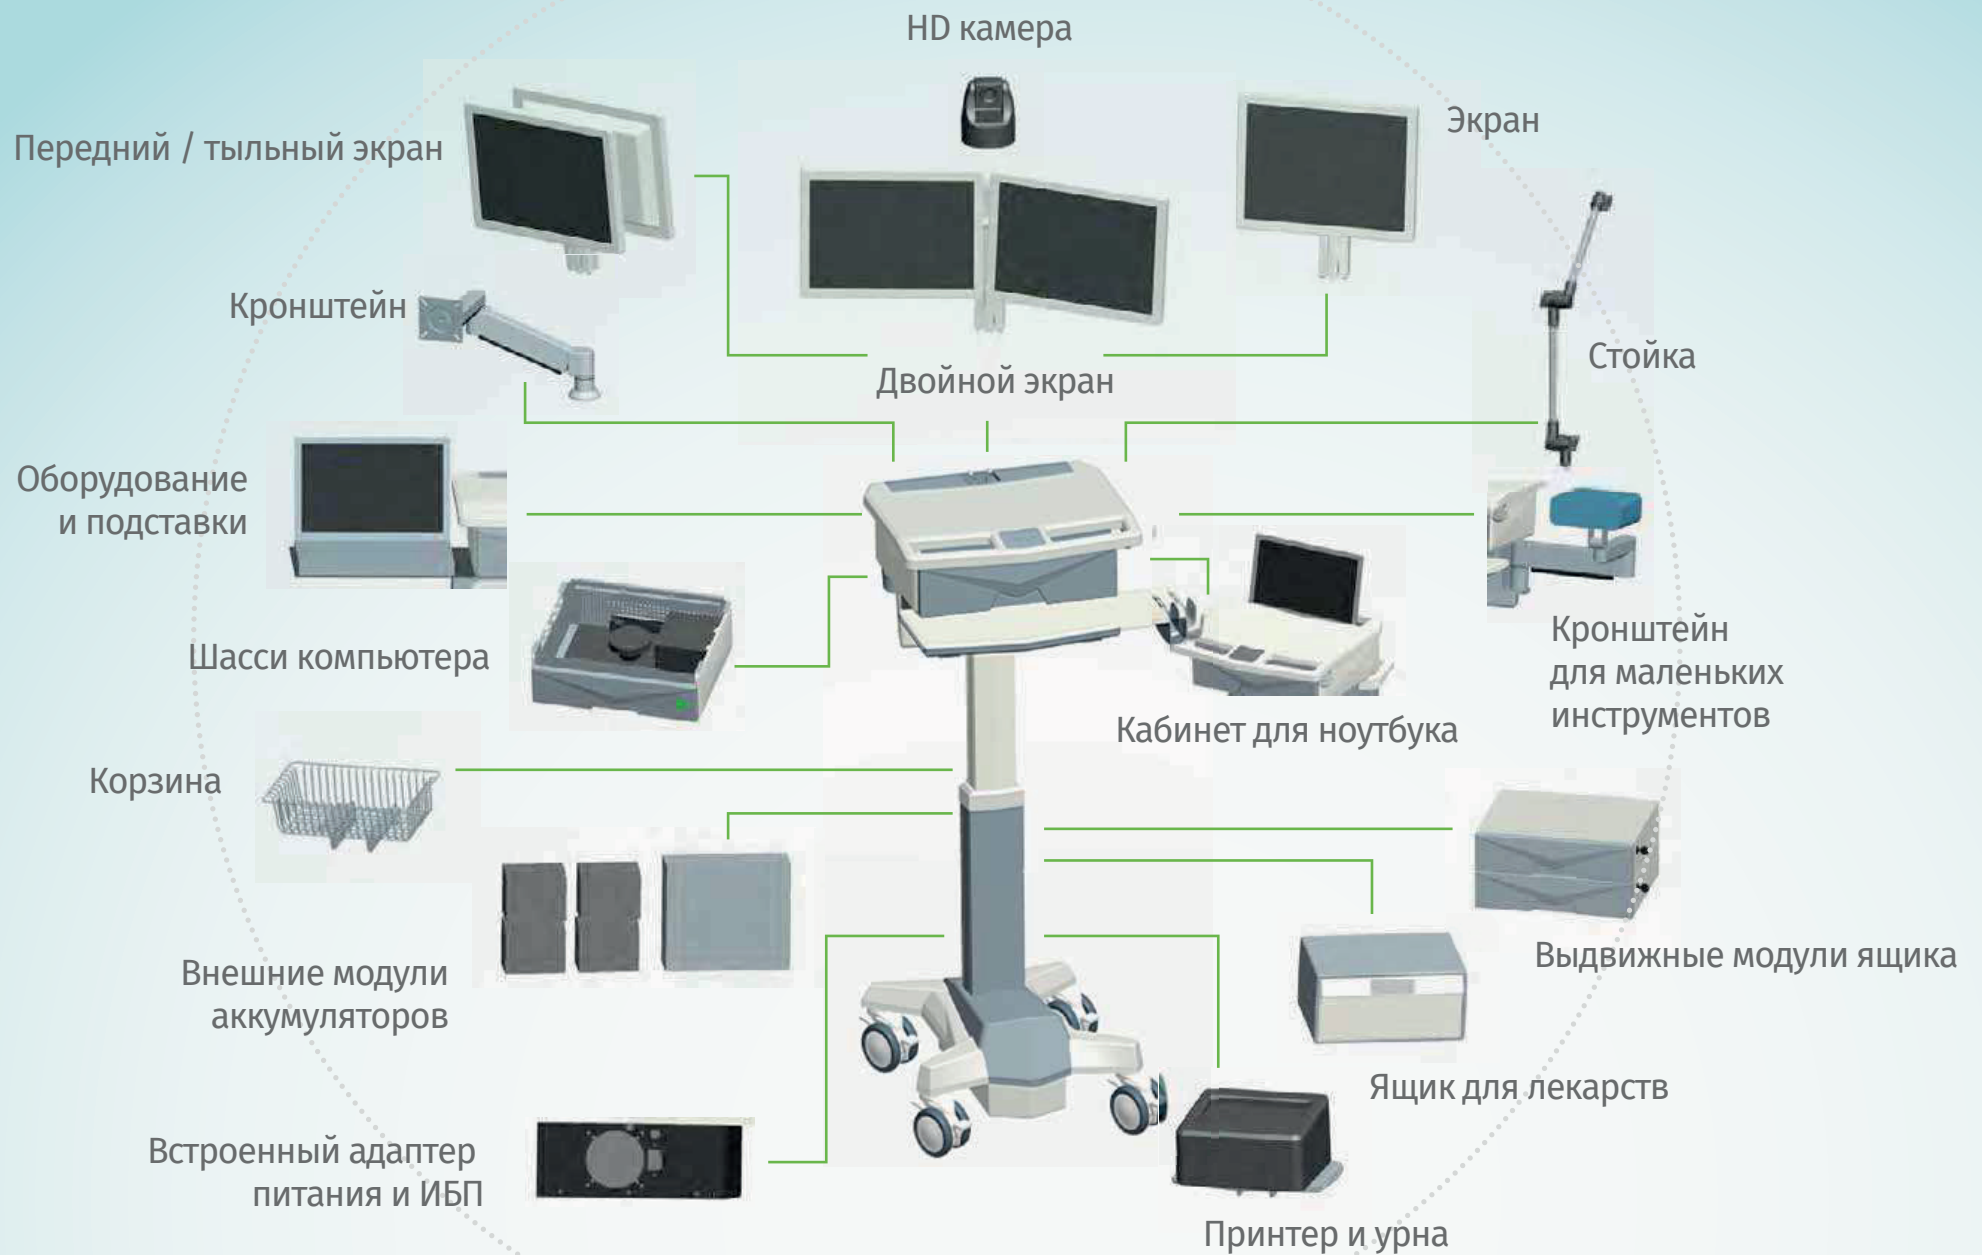 HD камера
Экран
Передний / тыльный экран
Кронштейн
Стойка
Двойной экран
Оборудование
и подставки
Шасси компьютера
Кронштейн
для маленьких
инструментов
Кабинет для ноутбука
Корзина
Выдвижные модули ящика
Внешние модули
аккумуляторов
Ящик для лекарств
Встроенный адаптер
питания и ИБП
Принтер и урна